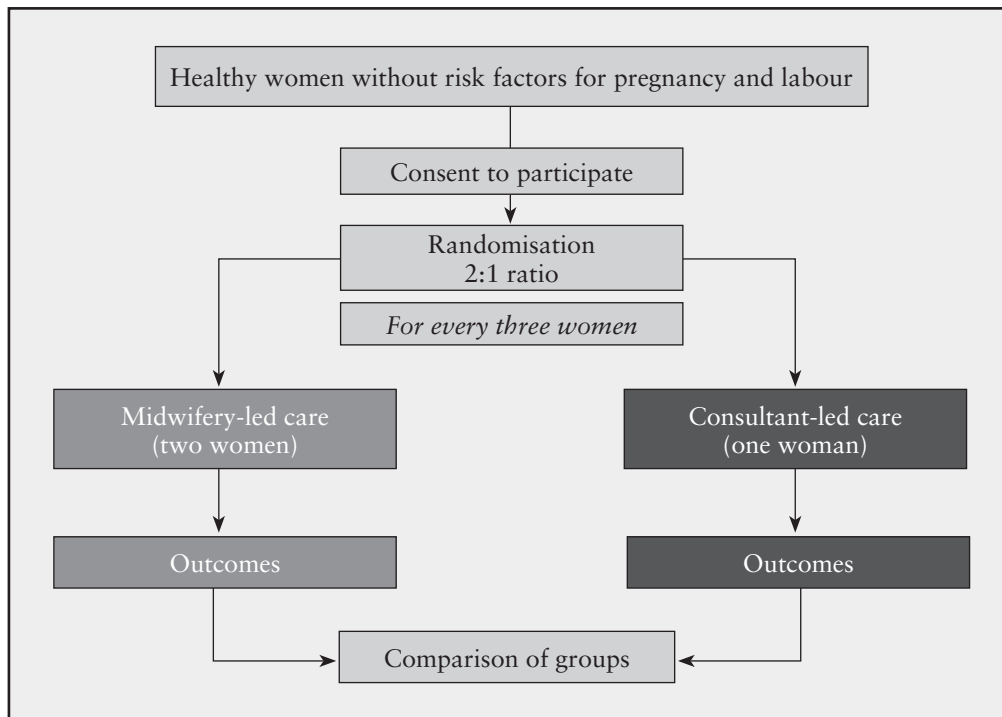 Healthy women without risk factors for pregnancy and labour
Consent to participate
Randomisation
2:1 ratio
For every three women
Midwifery-led care
(two women)
Consultant-led care
(one woman)
Outcomes
Outcomes
Comparison of groups